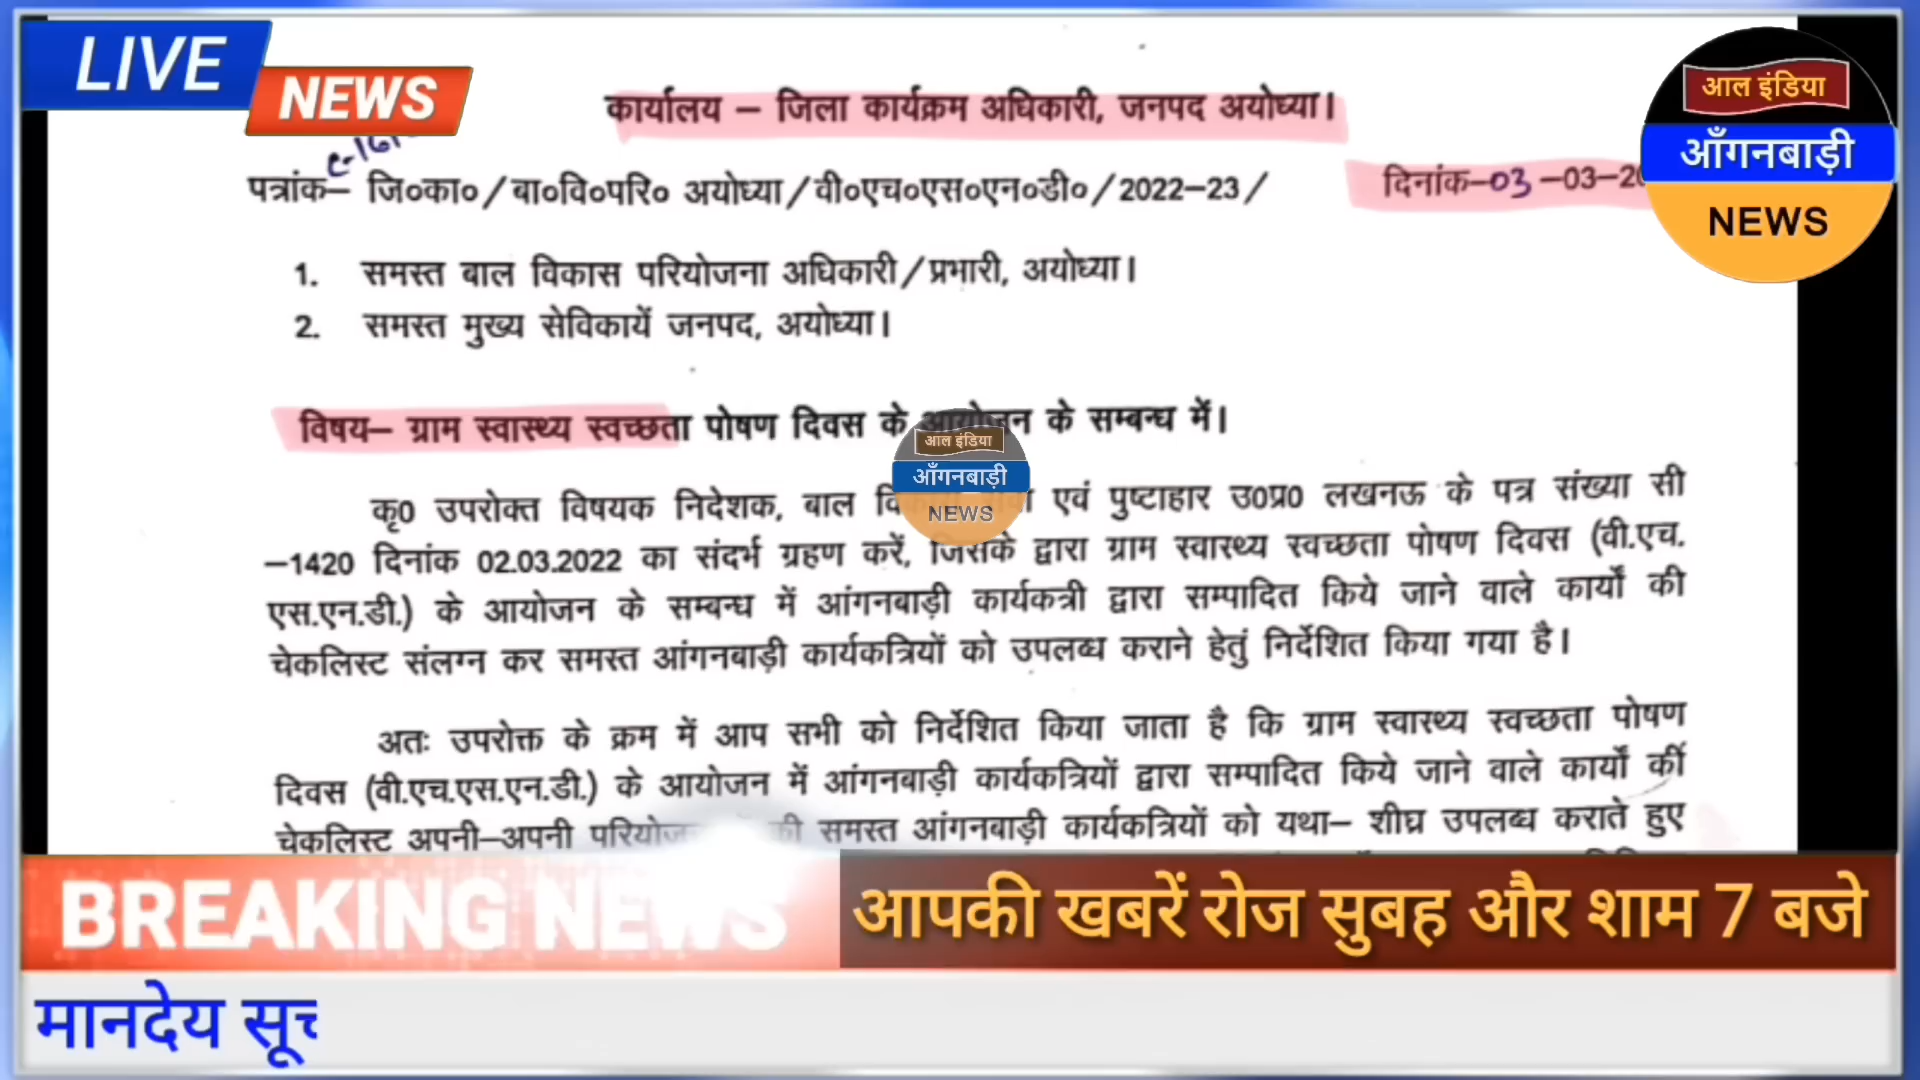 LIVE
NEWS
आल इंडिया
आँगनबाड़ी
NEWS
कार्यालय – जिला कार्यक्रम अधिकारी, जनपद अयोध्या।
पत्रांक– जि०का०/बा०वि०परि० अयोध्या/वी०एच०एस०एन०डी०/2022–23/
दिनांक–03–03–20
1. समस्त बाल विकास परियोजना अधिकारी/प्रभारी, अयोध्या।
2. समस्त मुख्य सेविकायें जनपद, अयोध्या।
विषय– ग्राम स्वास्थ्य स्वच्छता पोषण दिवस के आयोजन के सम्बन्ध में।
आल इंडिया
आँगनबाड़ी
NEWS
कृ0 उपरोक्त विषयक निदेशक, बाल एवं पुष्टाहार उ0प्र0 लखनऊ के पत्र संख्या सी
–1420 दिनांक 02.03.2022 का संदर्भ ग्रहण करें, जिसके द्वारा ग्राम स्वास्थ्य स्वच्छता पोषण दिवस (वी.एच.
एस.एन.डी.) के आयोजन के सम्बन्ध में आंगनबाड़ी कार्यकत्री द्वारा सम्पादित किये जाने वाले कार्यों की
चेकलिस्ट संलग्न कर समस्त आंगनबाड़ी कार्यकत्रियों को उपलब्ध कराने हेतुं निर्देशित किया गया है।
अतः उपरोक्त के क्रम में आप सभी को निर्देशित किया जाता है कि ग्राम स्वास्थ्य स्वच्छता पोषण
दिवस (वी.एच.एस.एन.डी.) के आयोजन में आंगनबाड़ी कार्यकत्रियों द्वारा सम्पादित किये जाने वाले कार्यों की
चेकलिस्ट अपनी–अपनी की समस्त आंगनबाड़ी कार्यकत्रियों को यथा– शीघ्र उपलब्ध कराते हुए
BREAKING NEWS
आपकी खबरें रोज सुबह और शाम 7 बजे
मानदेय